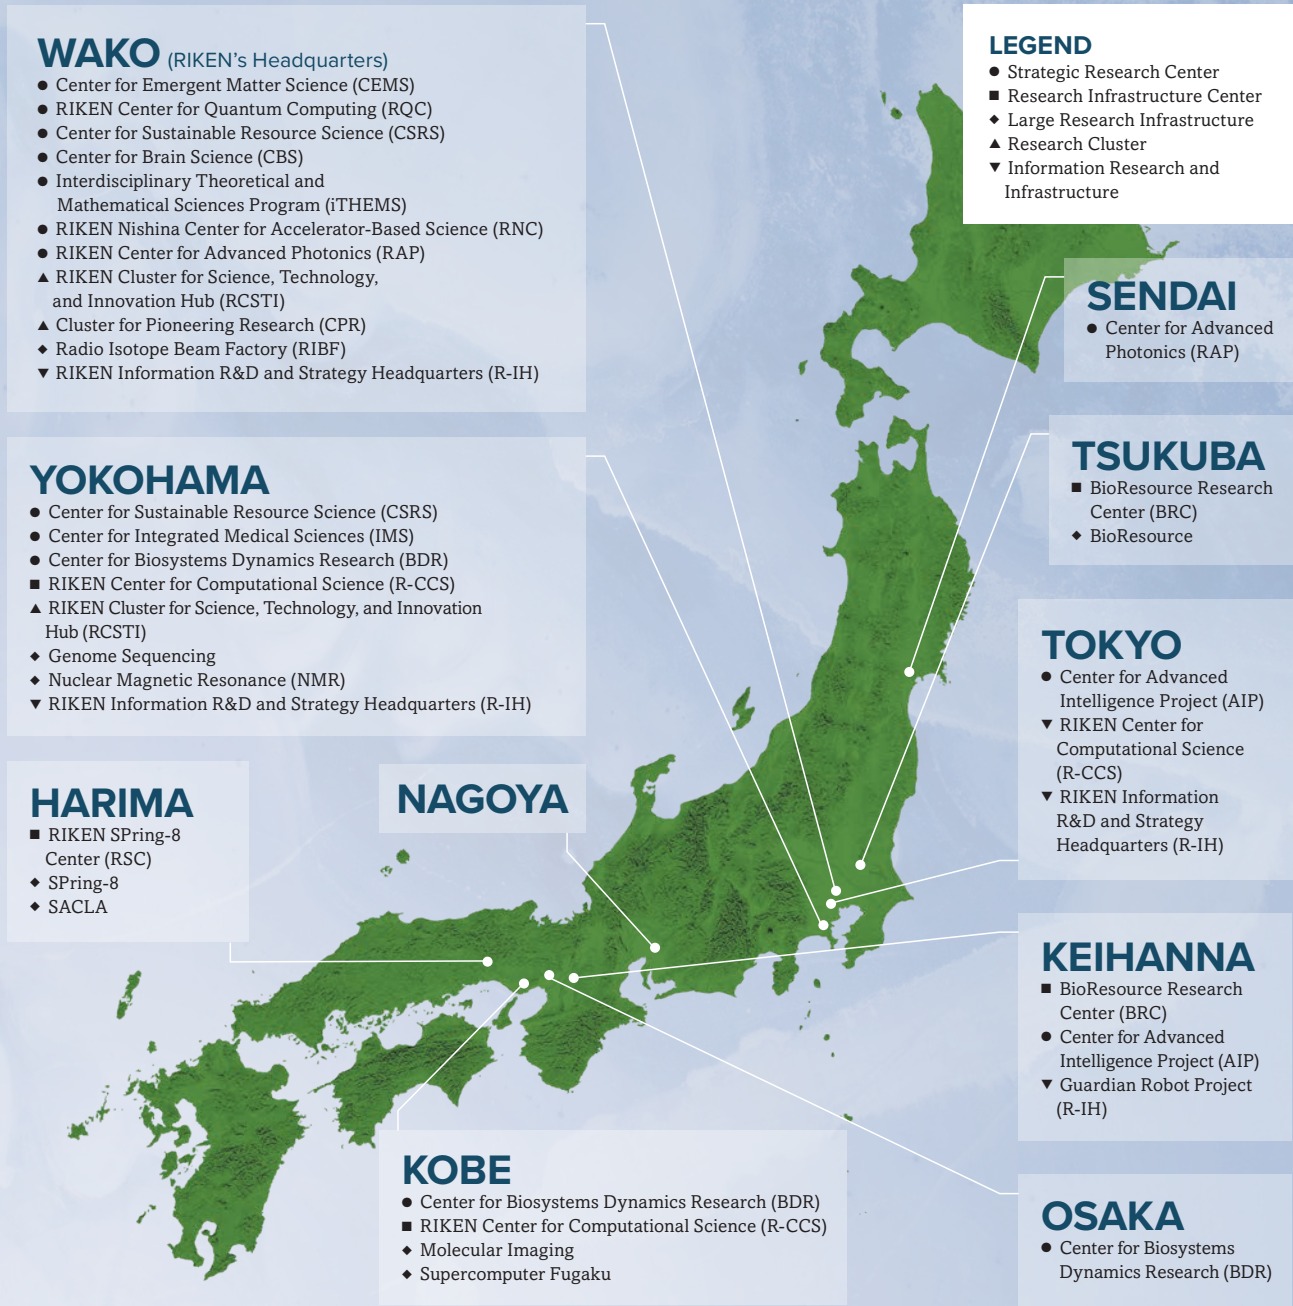 WAKO (RIKEN's Headquarters)
● Center for Emergent Matter Science (CEMS)
● RIKEN Center for Quantum Computing (RQC)
● Center for Sustainable Resource Science (CSRS)
● Center for Brain Science (CBS)
● Interdisciplinary Theoretical and
Mathematical Sciences Program (iTHEMS)
● RIKEN Nishina Center for Accelerator-Based Science (RNC)
● RIKEN Center for Advanced Photonics (RAP)
▲ RIKEN Cluster for Science, Technology,
and Innovation Hub (RCSTI)
▲ Cluster for Pioneering Research (CPR)
◆ Radio Isotope Beam Factory (RIBF)
▼ RIKEN Information R&D and Strategy Headquarters (R-IH)
LEGEND
● Strategic Research Center
■ Research Infrastructure Center
◆ Large Research Infrastructure
▲ Research Cluster
▼ Information Research and
Infrastructure
SENDAI
● Center for Advanced
Photonics (RAP)
YOKOHAMA
● Center for Sustainable Resource Science (CSRS)
● Center for Integrated Medical Sciences (IMS)
● Center for Biosystems Dynamics Research (BDR)
■ RIKEN Center for Computational Science (R-CCS)
▲ RIKEN Cluster for Science, Technology, and Innovation
Hub (RCSTI)
◆ Genome Sequencing
◆ Nuclear Magnetic Resonance (NMR)
▼ RIKEN Information R&D and Strategy Headquarters (R-IH)
TSUKUBA
■ BioResource Research
Center (BRC)
◆ BioResource
TOKYO
● Center for Advanced
Intelligence Project (AIP)
▼ RIKEN Center for
Computational Science
(R-CCS)
▼ RIKEN Information
R&D and Strategy
Headquarters (R-IH)
HARIMA
■ RIKEN SPring-8
Center (RSC)
◆ SPring-8
◆ SACLA
NAGOYA
KEIHANNA
■ BioResource Research
Center (BRC)
● Center for Advanced
Intelligence Project (AIP)
▼ Guardian Robot Project
(R-IH)
KOBE
● Center for Biosystems Dynamics Research (BDR)
■ RIKEN Center for Computational Science (R-CCS)
◆ Molecular Imaging
◆ Supercomputer Fugaku
OSAKA
● Center for Biosystems
Dynamics Research (BDR)